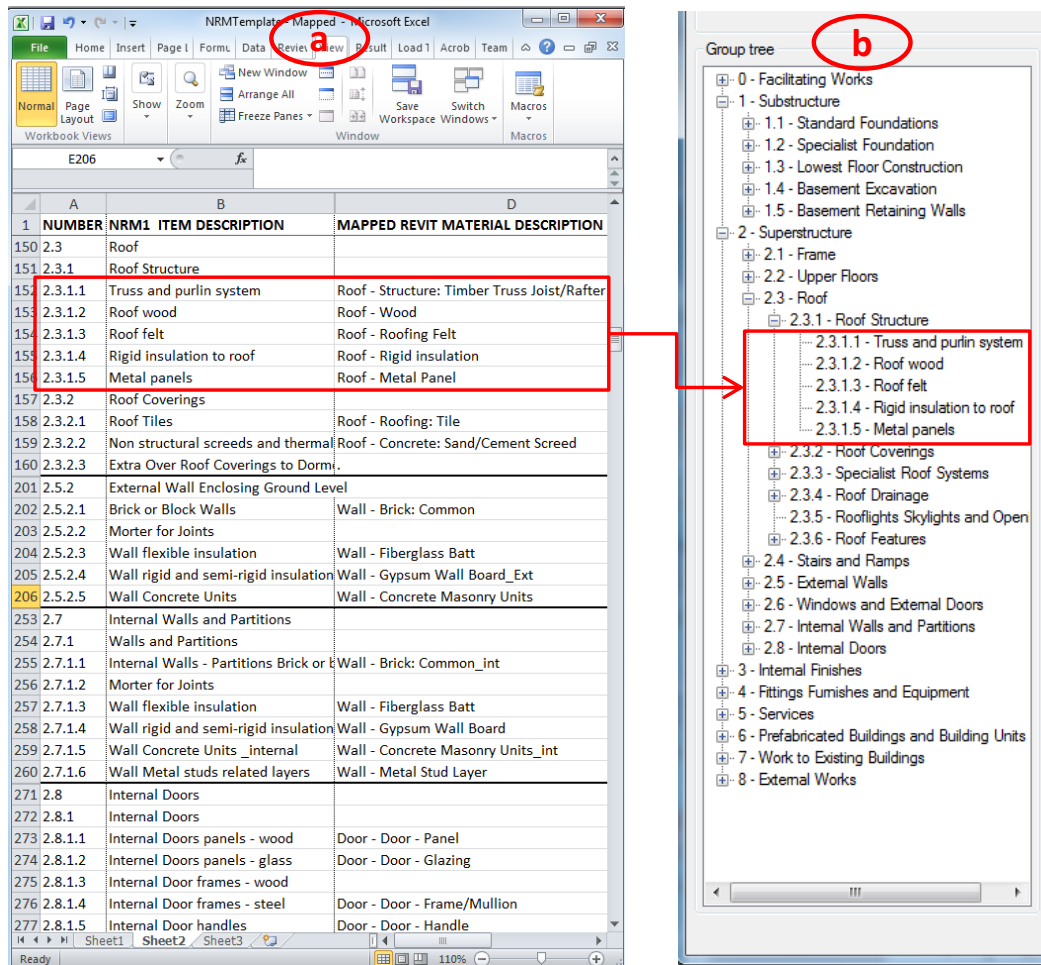 NRMTemplate - Mapped - Microsoft Excel
a
File Home Insert Page L Formu Data Review View Result Load T Acrob Team
Normal Page Layout Show Zoom New Window Arrange All Freeze Panes Save Workspace Switch Windows Macros
Workbook Views Window Macros
E206 fx
A B D
1 NUMBER NRM1 ITEM DESCRIPTION MAPPED REVIT MATERIAL DESCRIPTION
150 2.3 Roof
151 2.3.1 Roof Structure
152 2.3.1.1 Truss and purlin system Roof - Structure: Timber Truss Joist/Rafter
153 2.3.1.2 Roof wood Roof - Wood
154 2.3.1.3 Roof felt Roof - Roofing Felt
155 2.3.1.4 Rigid insulation to roof Roof - Rigid insulation
156 2.3.1.5 Metal panels Roof - Metal Panel
157 2.3.2 Roof Coverings
158 2.3.2.1 Roof Tiles Roof - Roofing: Tile
159 2.3.2.2 Non structural screeds and thermal Roof - Concrete: Sand/Cement Screed
160 2.3.2.3 Extra Over Roof Coverings to Dorme .
201 2.5.2 External Wall Enclosing Ground Level
202 2.5.2.1 Brick or Block Walls Wall - Brick: Common
203 2.5.2.2 Morter for Joints
204 2.5.2.3 Wall flexible insulation Wall - Fiberglass Batt
205 2.5.2.4 Wall rigid and semi-rigid insulation Wall - Gypsum Wall Board_Ext
206 2.5.2.5 Wall Concrete Units Wall - Concrete Masonry Units
253 2.7 Internal Walls and Partitions
254 2.7.1 Walls and Partitions
255 2.7.1.1 Internal Walls - Partitions Brick or b Wall - Brick: Common_int
256 2.7.1.2 Morter for Joints
257 2.7.1.3 Wall flexible insulation Wall - Fiberglass Batt
258 2.7.1.4 Wall rigid and semi-rigid insulation Wall - Gypsum Wall Board
259 2.7.1.5 Wall Concrete Units _internal Wall - Concrete Masonry Units_int
260 2.7.1.6 Wall Metal studs related layers Wall - Metal Stud Layer
271 2.8 Internal Doors
272 2.8.1 Internal Doors
273 2.8.1.1 Internal Doors panels - wood Door - Door - Panel
274 2.8.1.2 Internal Doors panels - glass Door - Door - Glazing
275 2.8.1.3 Internal Door frames - wood
276 2.8.1.4 Internal Door frames - steel Door - Door - Frame/Mullion
277 2.8.1.5 Internal Door handles Door - Door - Handle
Sheet1 Sheet2 Sheet3
Ready 110%
b
Group tree
0 - Facilitating Works
1 - Substructure
1.1 - Standard Foundations
1.2 - Specialist Foundation
1.3 - Lowest Floor Construction
1.4 - Basement Excavation
1.5 - Basement Retaining Walls
2 - Superstructure
2.1 - Frame
2.2 - Upper Floors
2.3 - Roof
2.3.1 - Roof Structure
2.3.1.1 - Truss and purlin system
2.3.1.2 - Roof wood
2.3.1.3 - Roof felt
2.3.1.4 - Rigid insulation to roof
2.3.1.5 - Metal panels
2.3.2 - Roof Coverings
2.3.3 - Specialist Roof Systems
2.3.4 - Roof Drainage
2.3.5 - Rooflights Skylights and Open
2.3.6 - Roof Features
2.4 - Stairs and Ramps
2.5 - External Walls
2.6 - Windows and External Doors
2.7 - Internal Walls and Partitions
2.8 - Internal Doors
3 - Internal Finishes
4 - Fittings Furnishes and Equipment
5 - Services
6 - Prefabricated Buildings and Building Units
7 - Work to Existing Buildings
8 - External Works